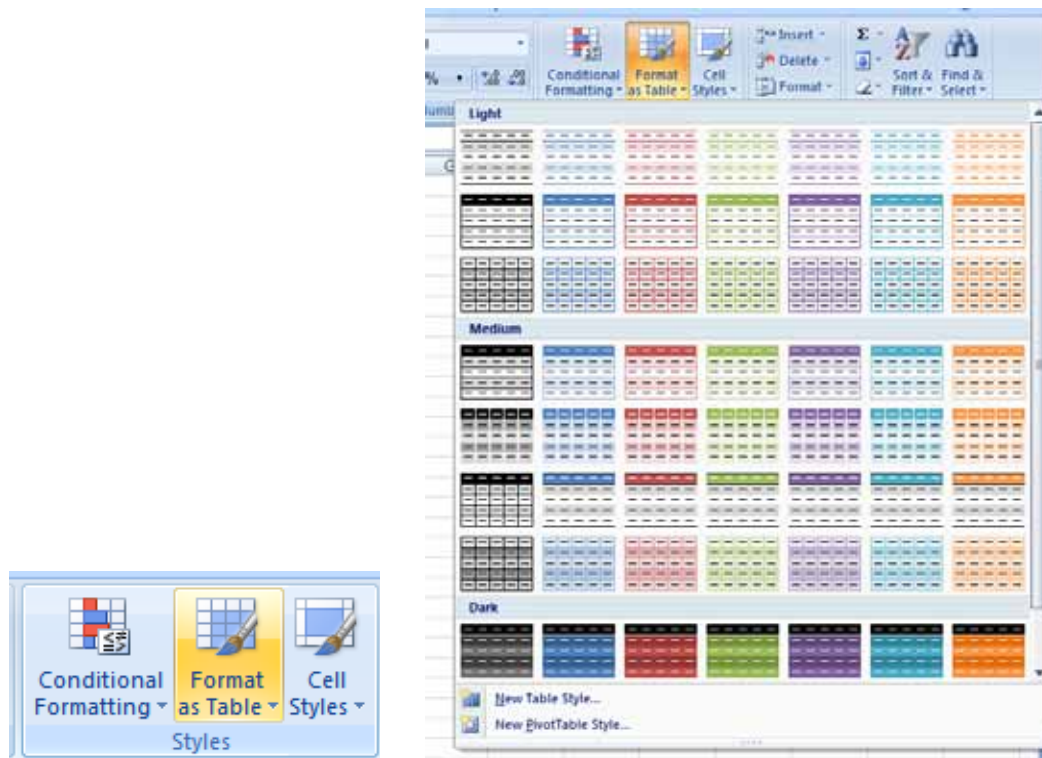 Conditional Formatting
Format as Table
Cell Styles
Styles
%
Conditional Formatting
Format as Table
Cell Styles
Insert
Delete
Format
Σ
Sort & Filter
Find & Select
Light
Medium
Dark
New Table Style...
New PivotTable Style...